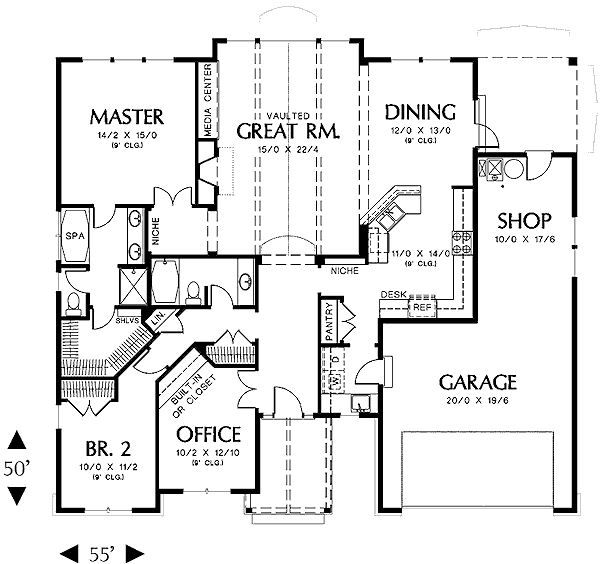 MASTER
14/2 X 15/0
(9' CLG.)
MEDIA CENTER
VAULTED
GREAT RM.
15/0 X 22/4
DINING
12/0 X 13/0
(9' CLG.)
SHOP
10/0 X 17/6
SPA
NICHE
11/0 X 14/0
(9' CLG.)
NICHE
DESK
REF.
SHLVS.
LIN.
PANTRY
W
D
BUILT-IN
OR CLOSET
GARAGE
20/0 X 19/6
BR. 2
10/0 X 11/2
(9' CLG.)
OFFICE
10/2 X 12/10
(9' CLG.)
50'
55'